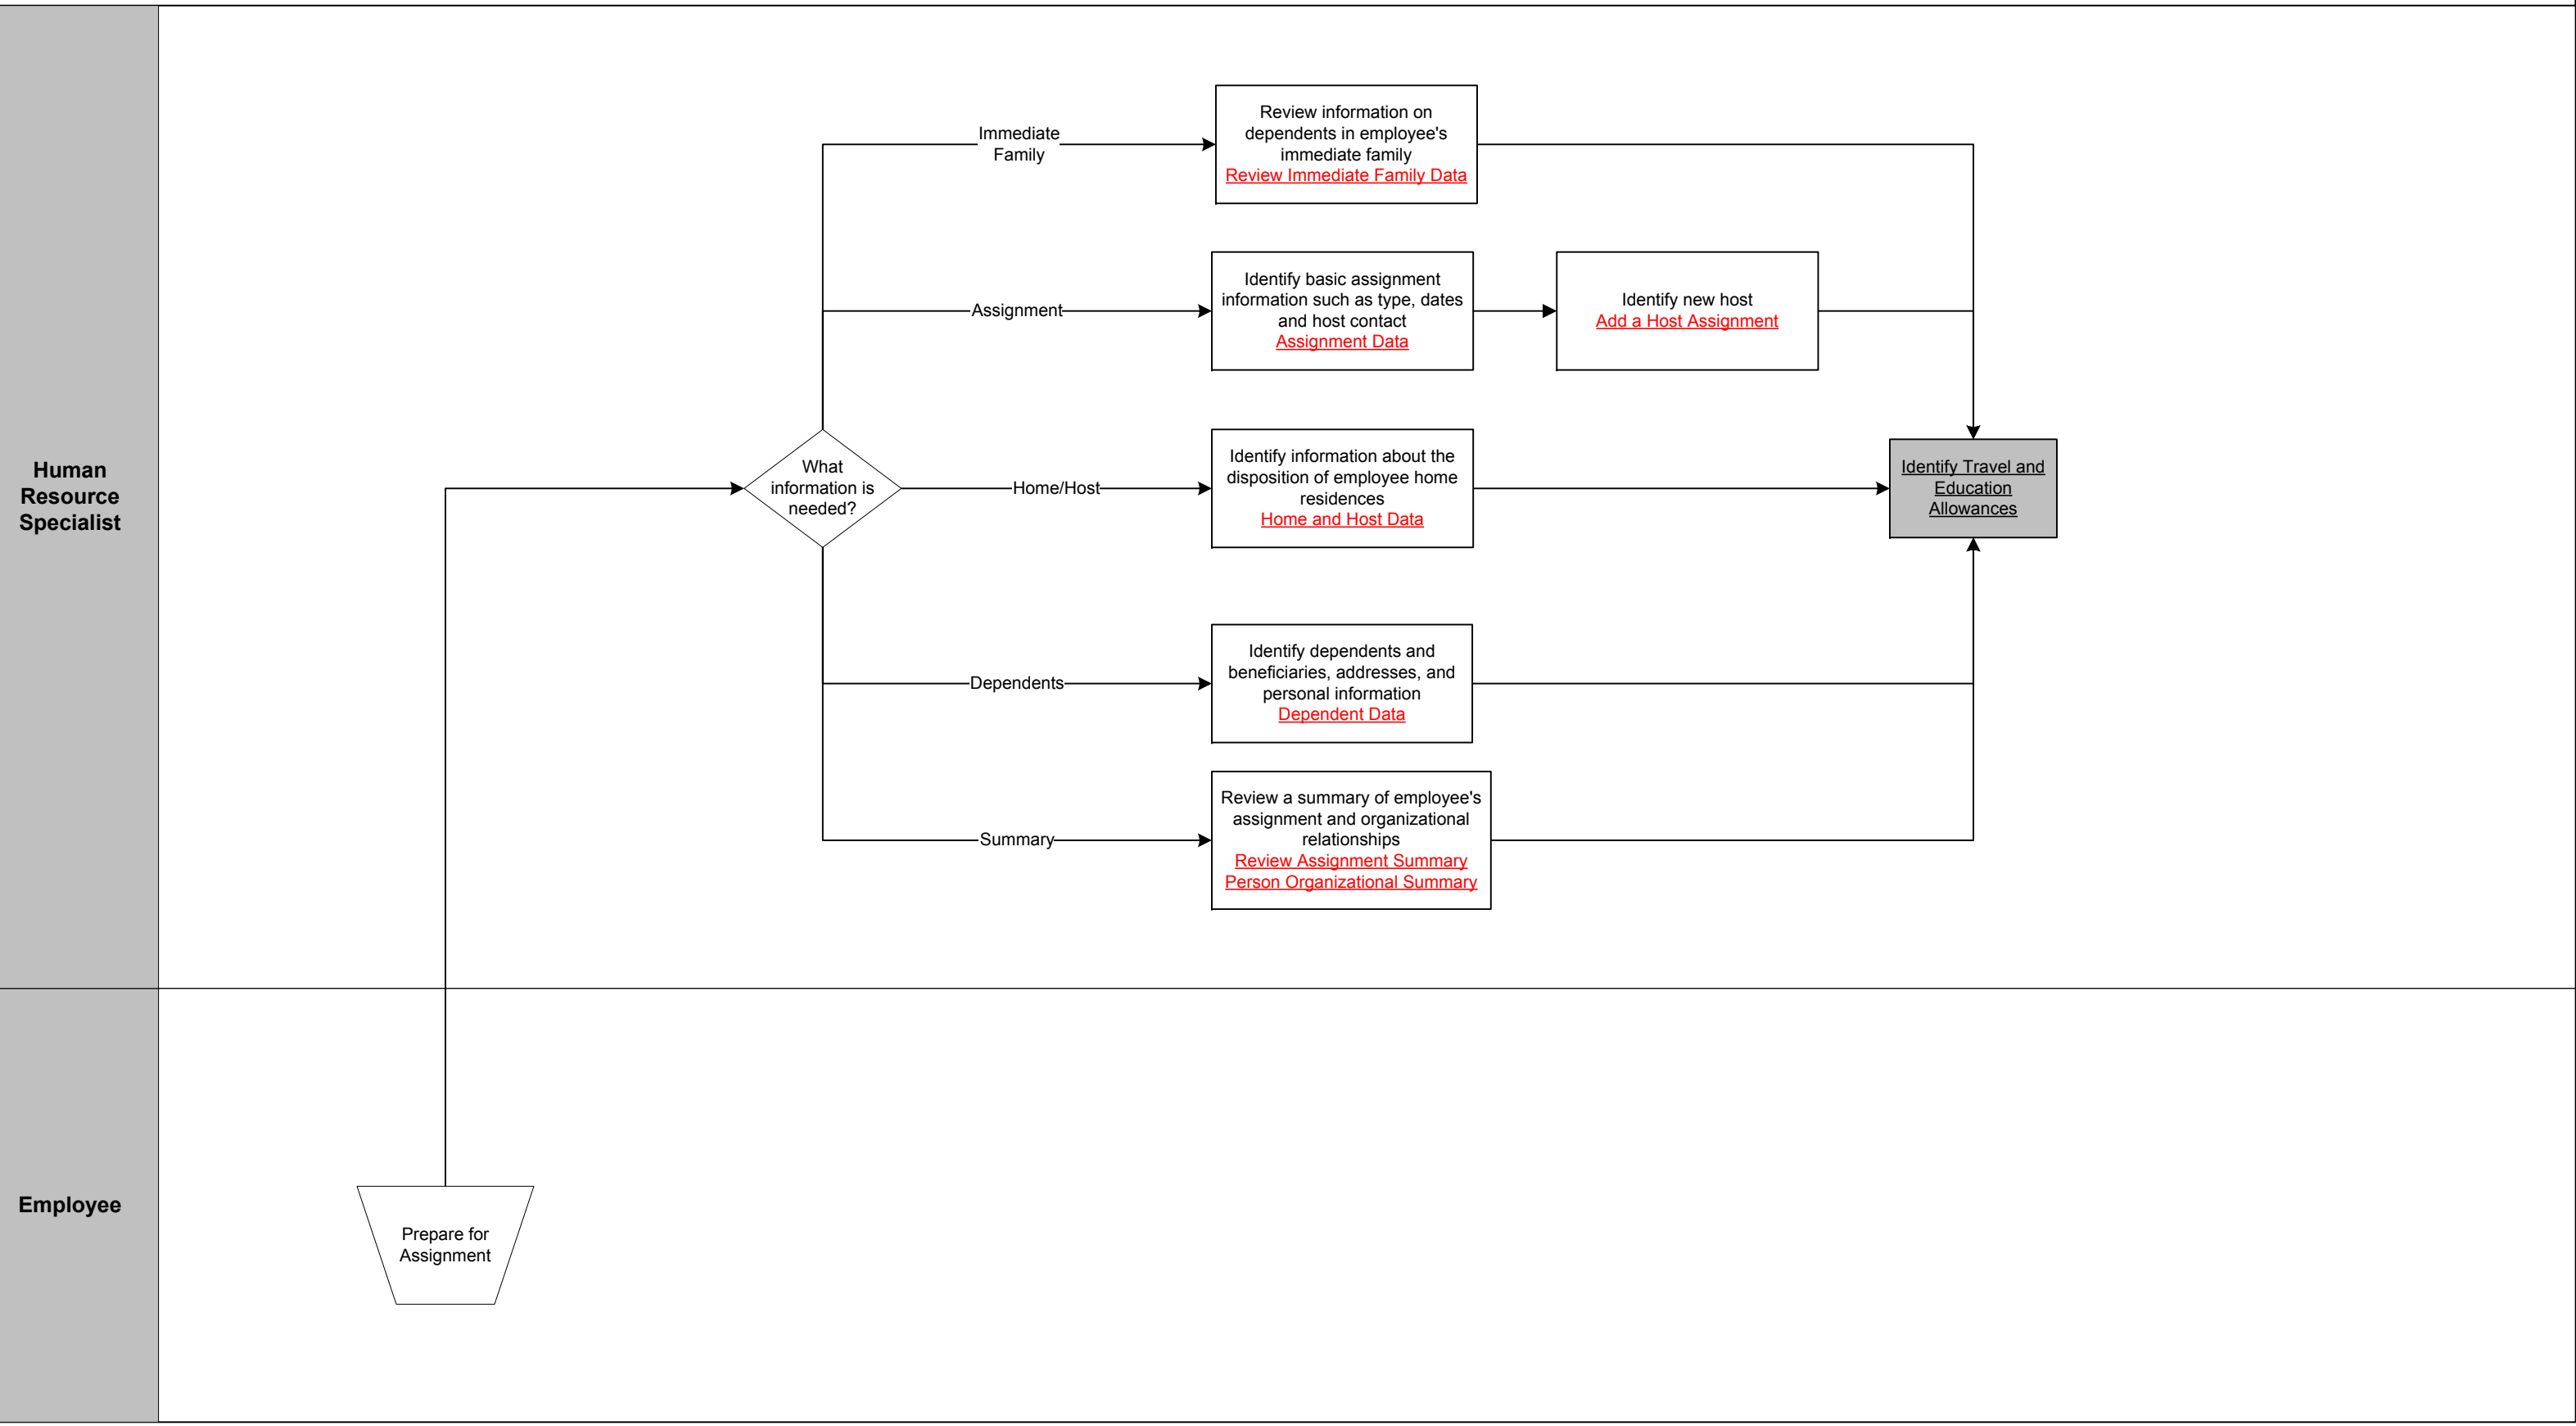 Human
Resource
Specialist
What
information is
needed?
Immediate
Family
Review information on
dependents in employee's
immediate family
Review Immediate Family Data
Assignment
Identify basic assignment
information such as type, dates
and host contact
Assignment Data
Identify new host
Add a Host Assignment
Home/Host
Identify information about the
disposition of employee home
residences
Home and Host Data
Identify Travel and
Education
Allowances
Dependents
Identify dependents and
beneficiaries, addresses, and
personal information
Dependent Data
Summary
Review a summary of employee's
assignment and organizational
relationships
Review Assignment Summary
Person Organizational Summary
Employee
Prepare for
Assignment